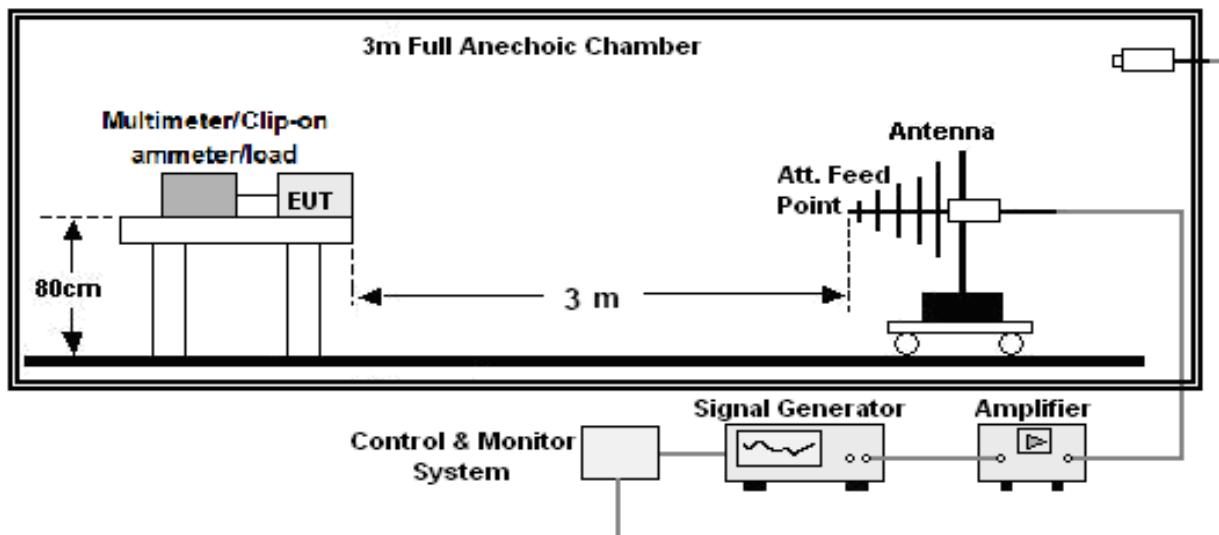 3m Full Anechoic Chamber
Multimeter/Clip-on
ammeter/load
EUT
80cm
3 m
Antenna
Att. Feed
Point
Signal Generator
Amplifier
Control & Monitor
System